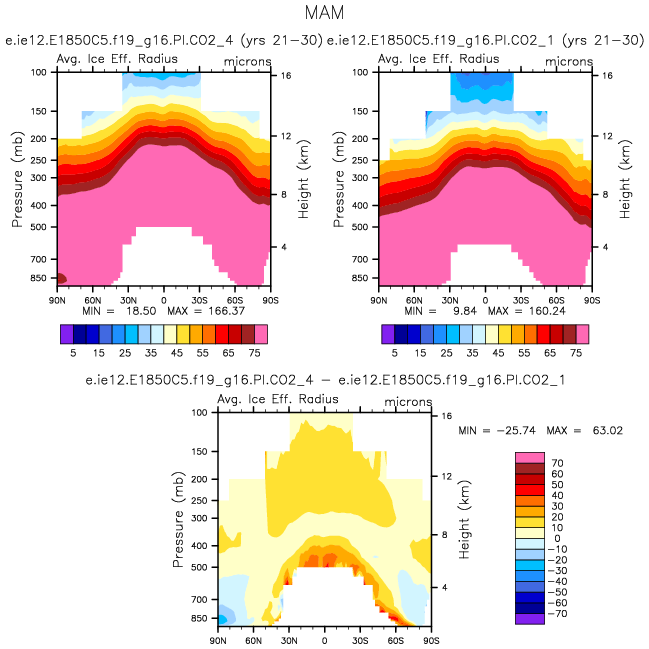 MAM
e.ie12.E1850C5.f19_g16.PI.CO2_4 (yrs 21-30) e.ie12.E1850C5.f19_g16.PI.CO2_1 (yrs 21-30)
Avg. Ice Eff. Radius microns
100
150
200
250
300
400
500
700
850
Pressure (mb)
16
12
8
4
Height (km)
90N 60N 30N 0 30S 60S 90S
MIN = 18.50 MAX = 166.37
5 15 25 35 45 55 65 75
Avg. Ice Eff. Radius microns
100
150
200
250
300
400
500
700
850
Pressure (mb)
16
12
8
4
Height (km)
90N 60N 30N 0 30S 60S 90S
MIN = 9.84 MAX = 160.24
5 15 25 35 45 55 65 75
e.ie12.E1850C5.f19_g16.PI.CO2_4 - e.ie12.E1850C5.f19_g16.PI.CO2_1
Avg. Ice Eff. Radius microns
100
150
200
250
300
400
500
700
850
Pressure (mb)
16
12
8
4
Height (km)
90N 60N 30N 0 30S 60S 90S
MIN = -25.74 MAX = 63.02
70
60
50
40
30
20
10
0
-10
-20
-30
-40
-50
-60
-70